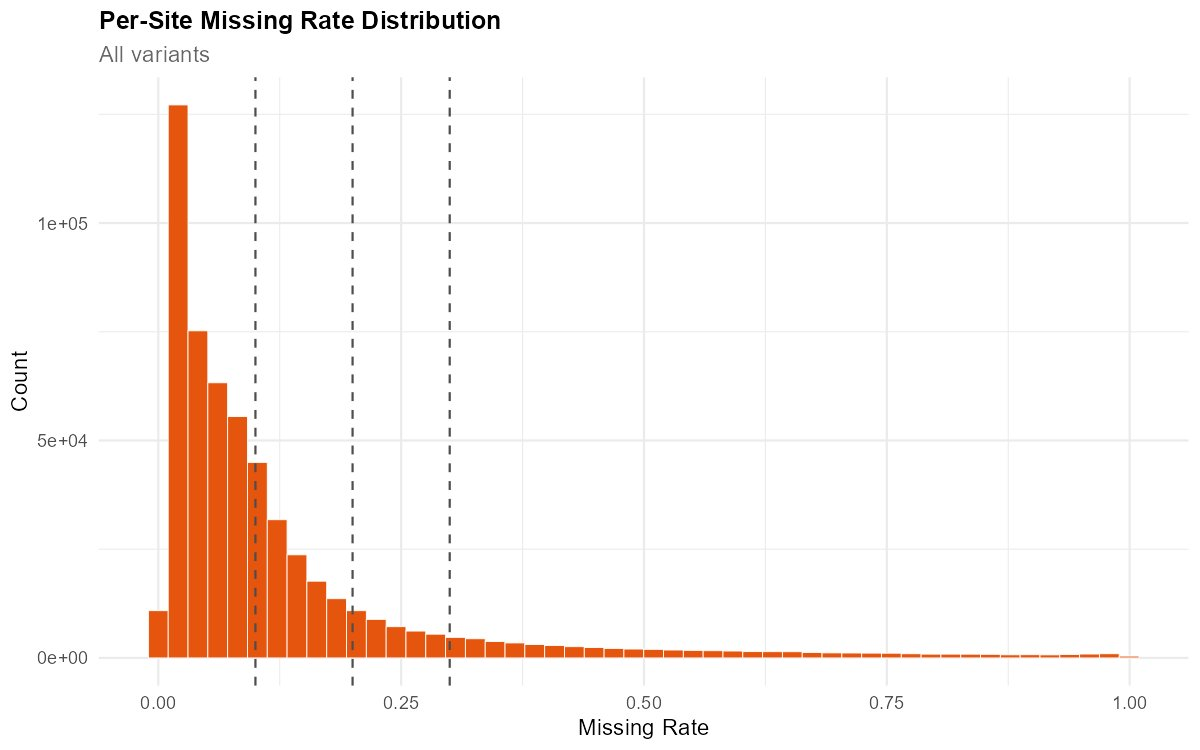 Per-Site Missing Rate Distribution
All variants
1e+05
5e+04
0e+00
Count
0.00 0.25 0.50 0.75 1.00
Missing Rate